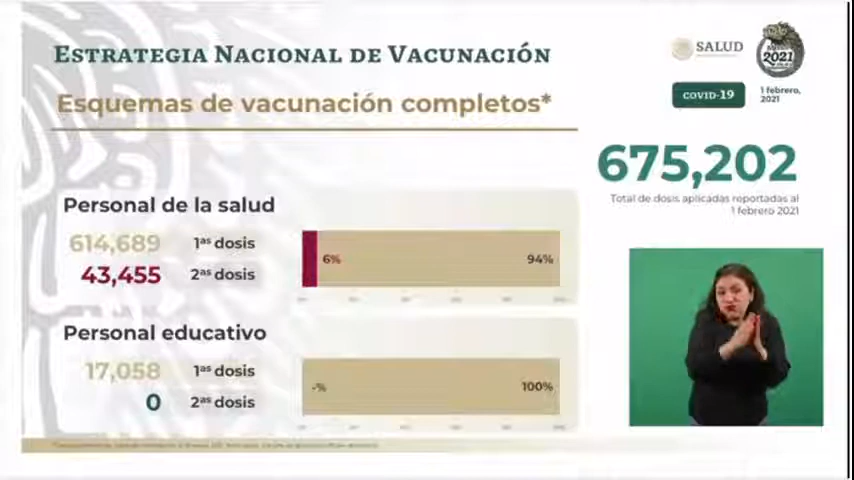 ESTRATEGIA NACIONAL DE VACUNACIÓN
Esquemas de vacunación completos*
SALUD
2021
COVID-19
1 febrero,
2021
675,202
Total de dosis aplicadas reportadas al
1 febrero 2021
Personal de la salud
614,689 1as dosis
43,455 2as dosis
6% 94%
Personal educativo
17,058 1as dosis
0 2as dosis
-% 100%